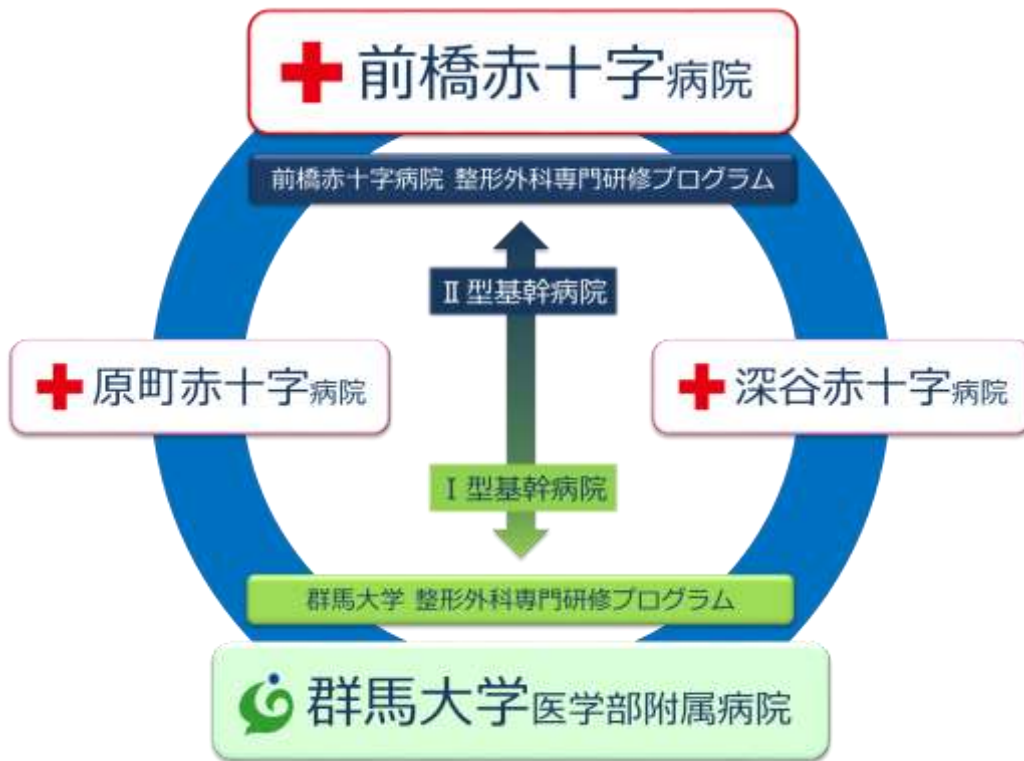 前橋赤十字病院
前橋赤十字病院 整形外科専門研修プログラム
Ⅱ型基幹病院
原町赤十字病院
深谷赤十字病院
Ⅰ型基幹病院
群馬大学 整形外科専門研修プログラム
群馬大学医学部附属病院